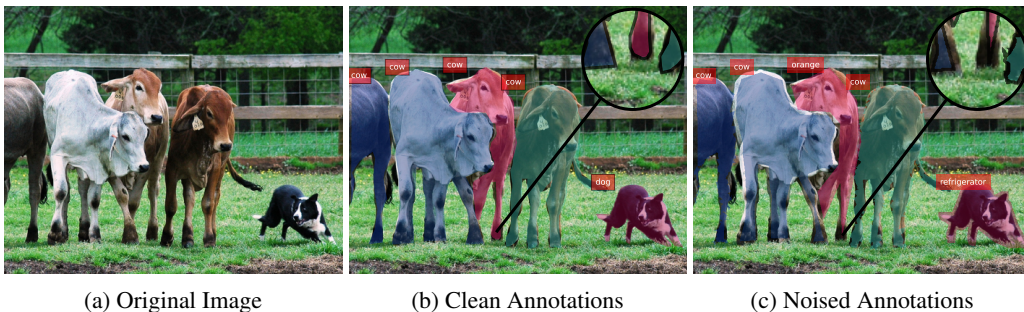 cow
cow
cow
cow
dog
cow
cow
orange
cow
refrigerator
(a) Original Image
(b) Clean Annotations
(c) Noised Annotations